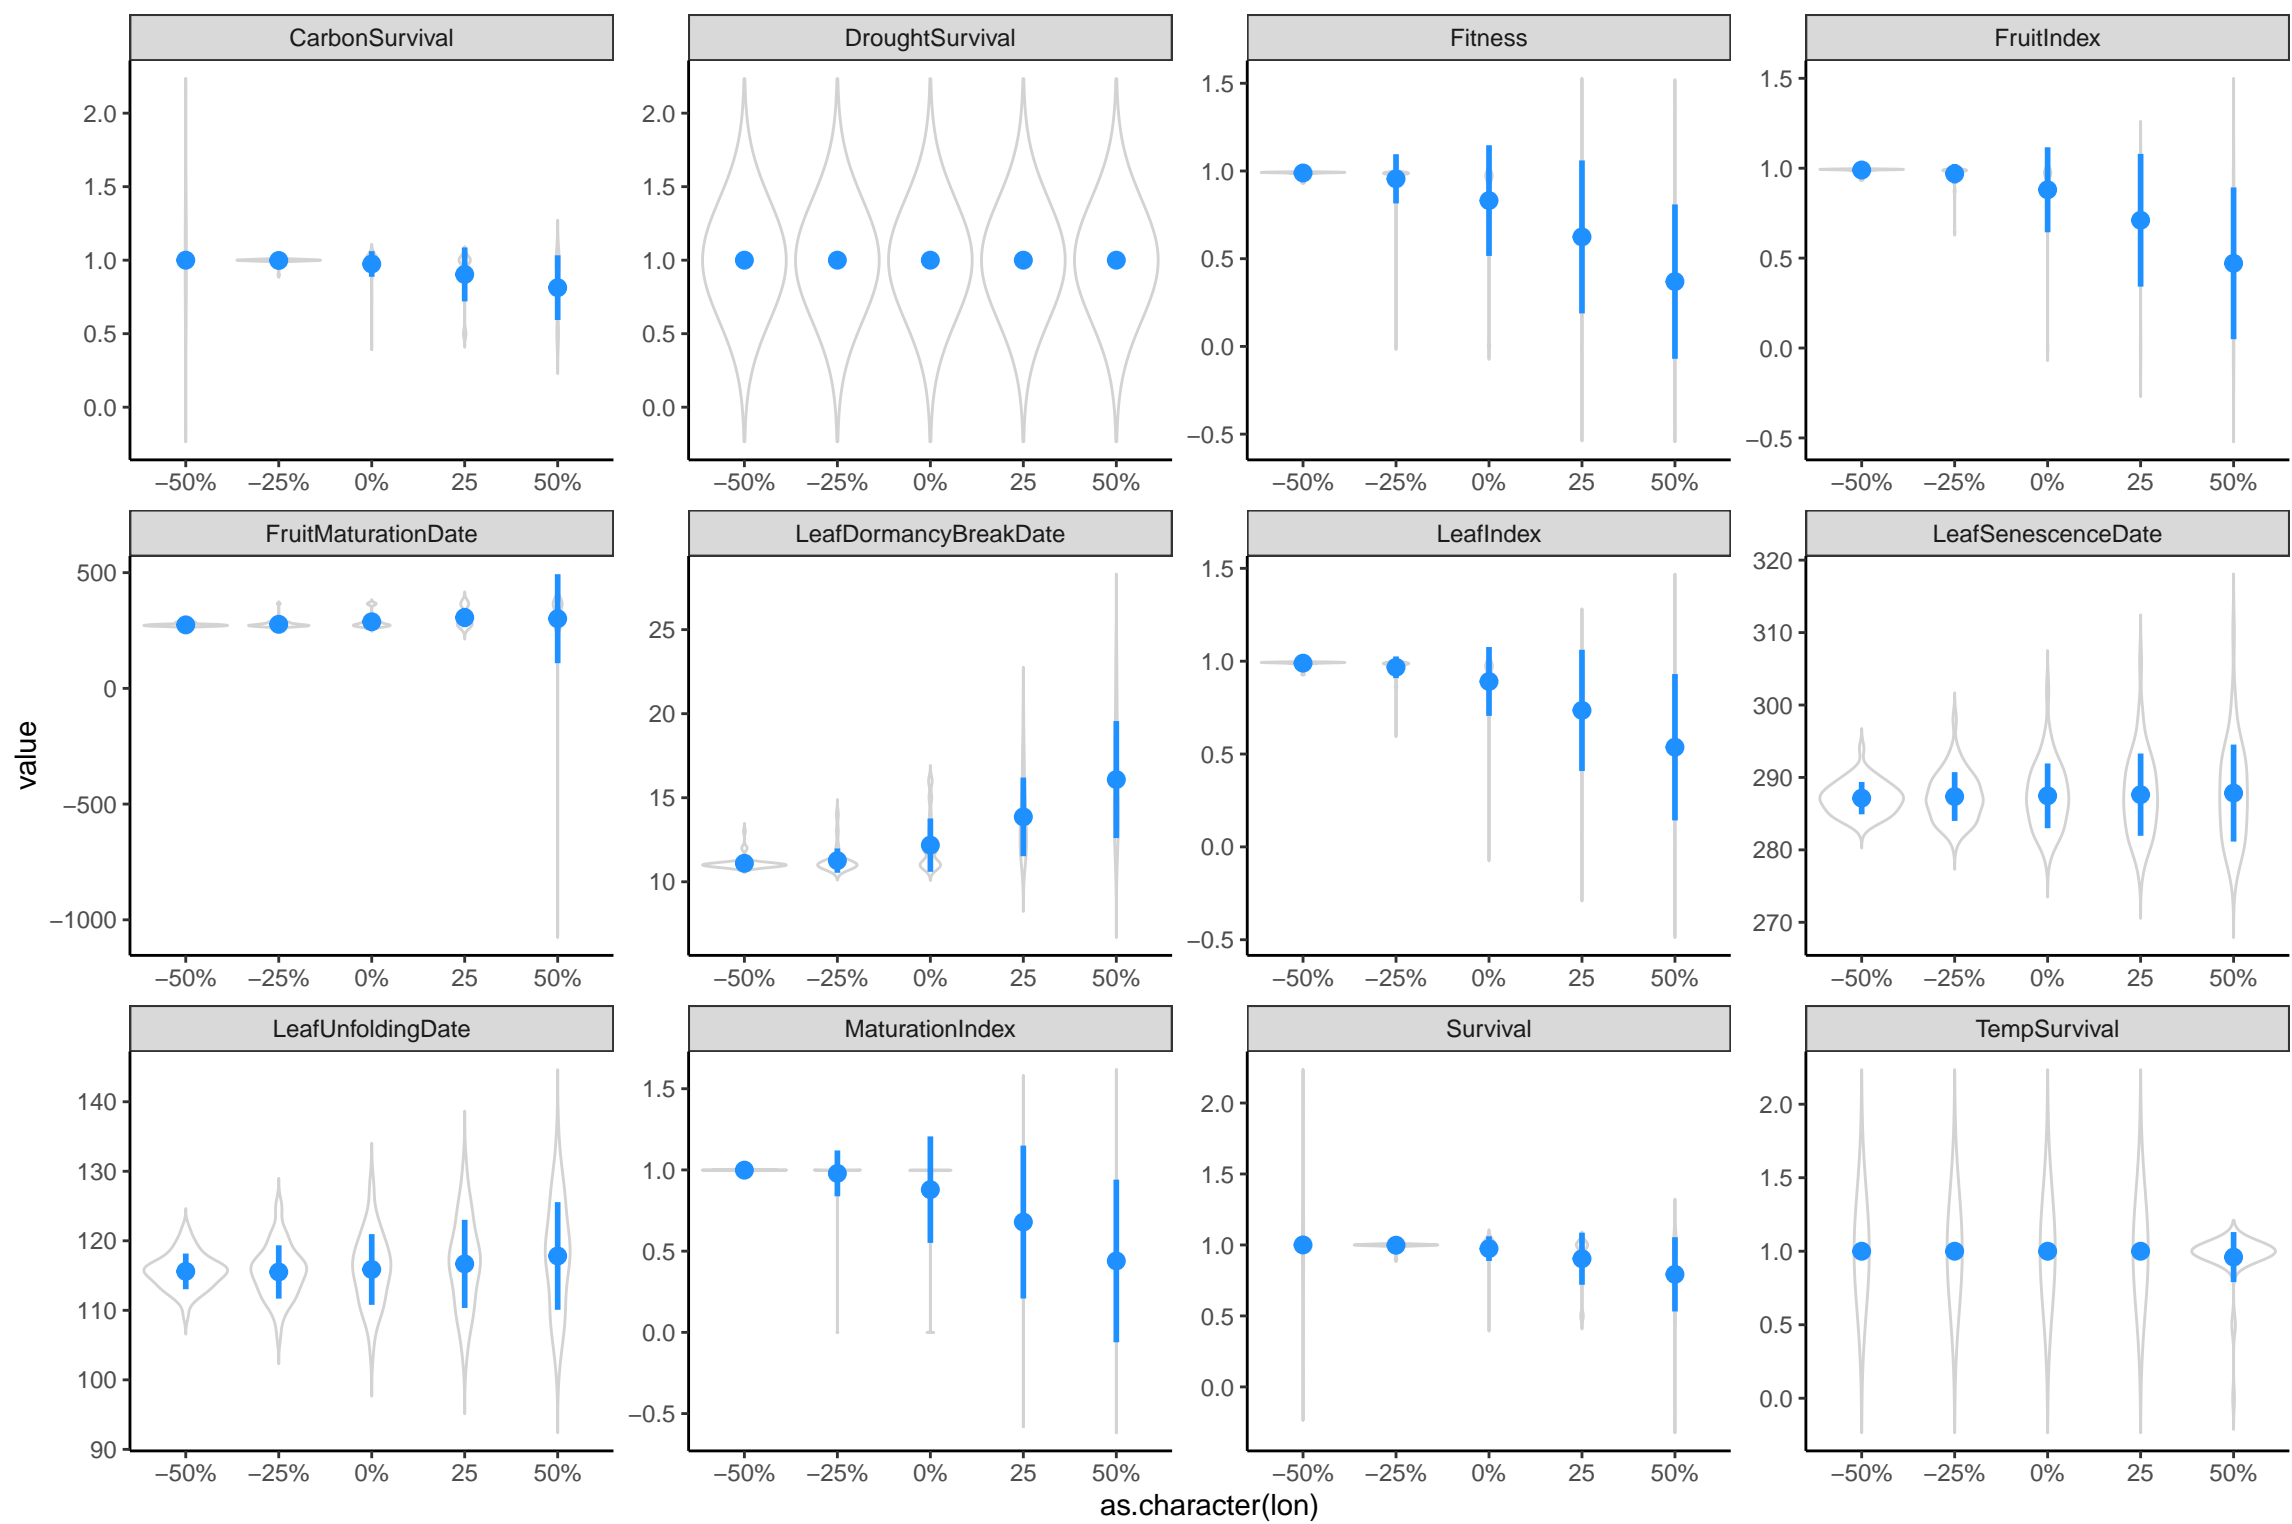 CarbonSurvival DroughtSurvival Fitness FruitIndex
2.0 1.5 1.0 0.5 0.0
2.0 1.5 1.0 0.5 0.0
1.5 1.0 0.5 0.0 −0.5
1.5 1.0 0.5 0.0 −0.5
−50% −25% 0% 25 50% −50% −25% 0% 25 50% −50% −25% 0% 25 50% −50% −25% 0% 25 50%
FruitMaturationDate LeafDormancyBreakDate LeafIndex LeafSenescenceDate
500 0 −500 −1000
25 20 15 10
1.5 1.0 0.5 0.0 −0.5
320 310 300 290 280 270
−50% −25% 0% 25 50% −50% −25% 0% 25 50% −50% −25% 0% 25 50% −50% −25% 0% 25 50%
value
LeafUnfoldingDate MaturationIndex Survival TempSurvival
140 130 120 110 100 90
1.5 1.0 0.5 0.0 −0.5
2.0 1.5 1.0 0.5 0.0
2.0 1.5 1.0 0.5 0.0
−50% −25% 0% 25 50% −50% −25% 0% 25 50% −50% −25% 0% 25 50% −50% −25% 0% 25 50%
as.character(lon)